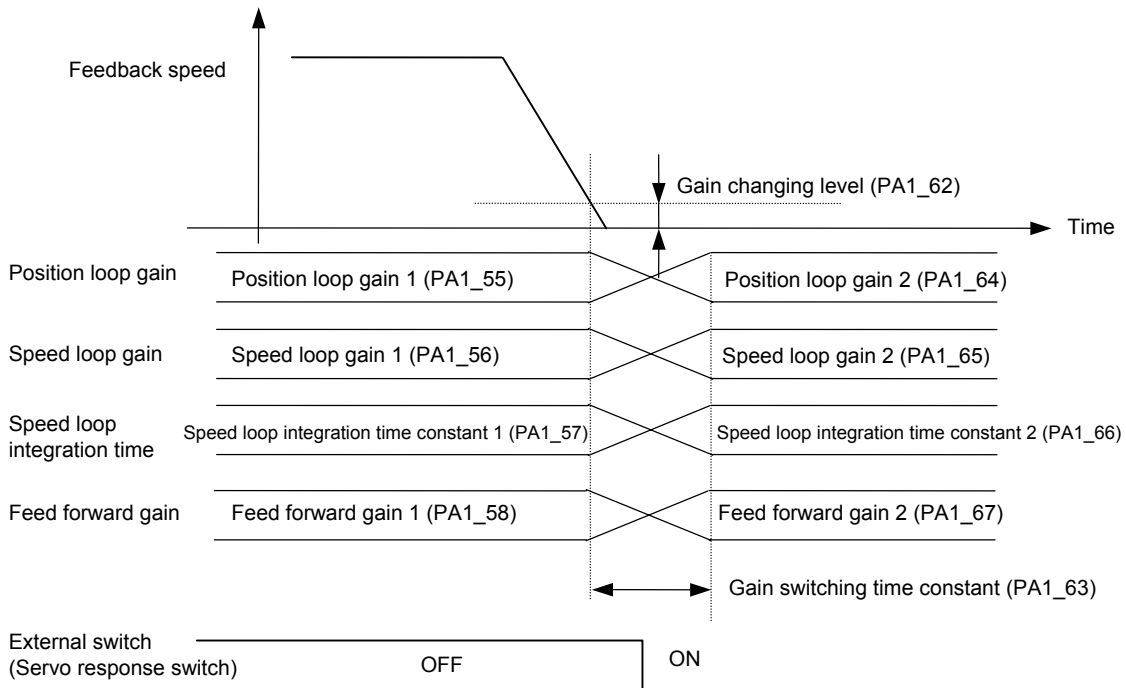 Feedback speed
Gain changing level (PA1_62)
Time
Position loop gain
Position loop gain 1 (PA1_55)
Position loop gain 2 (PA1_64)
Speed loop gain
Speed loop gain 1 (PA1_56)
Speed loop gain 2 (PA1_65)
Speed loop
integration time
Speed loop integration time constant 1 (PA1_57)
Speed loop integration time constant 2 (PA1_66)
Feed forward gain
Feed forward gain 1 (PA1_58)
Feed forward gain 2 (PA1_67)
Gain switching time constant (PA1_63)
External switch
(Servo response switch)
OFF
ON